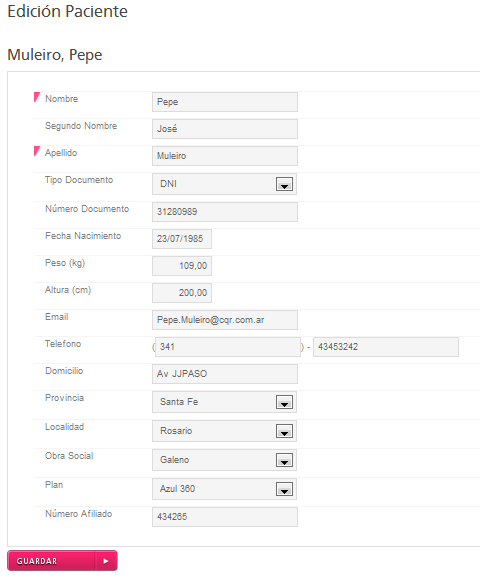 Edición Paciente
Muleiro, Pepe
Nombre Pepe
Segundo Nombre José
Apellido Muleiro
Tipo Documento DNI
Número Documento 31280989
Fecha Nacimiento 23/07/1985
Peso (kg) 109,00
Altura (cm) 200,00
Email Pepe.Muleiro@cqr.com.ar
Telefono (341) - 43453242
Domicilio Av JJPASO
Provincia Santa Fe
Localidad Rosario
Obra Social Galeno
Plan Azul 360
Número Afiliado 434265
GUARDAR